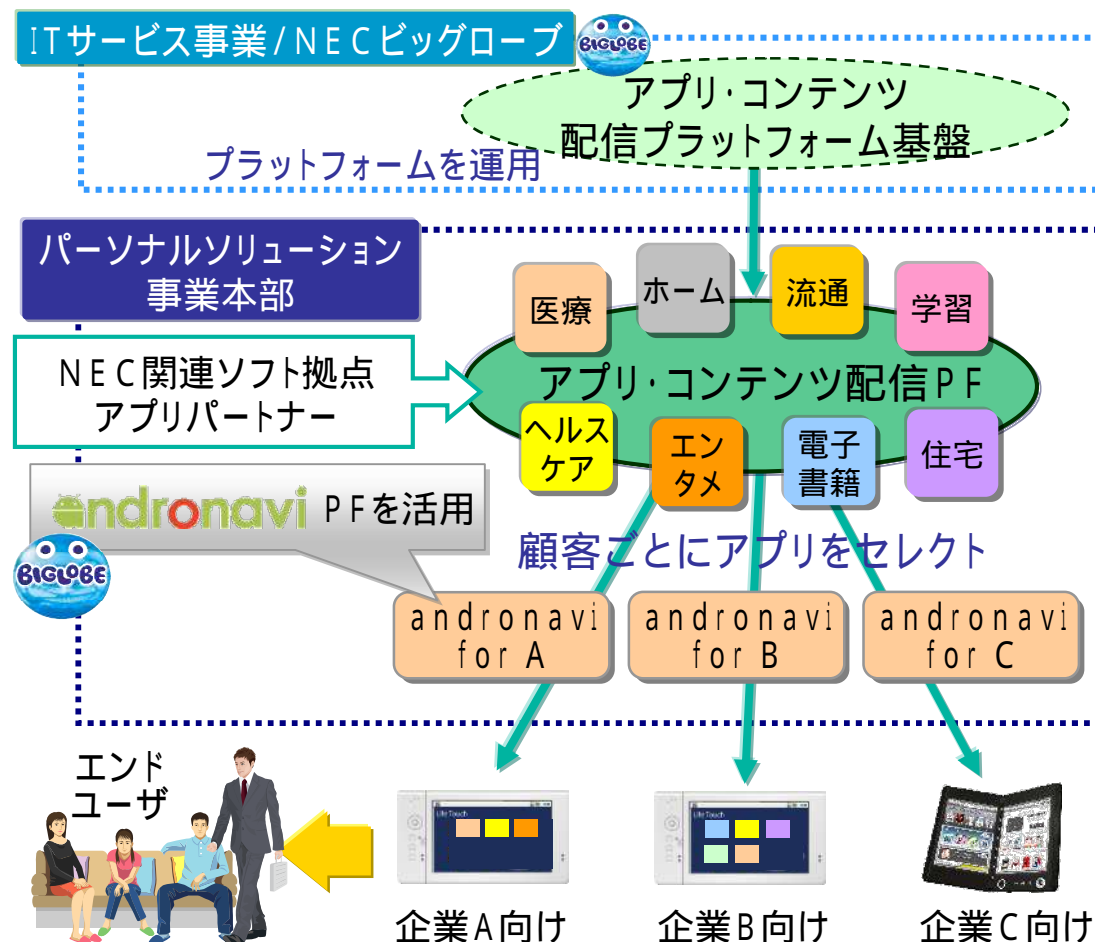 ITサービス事業/NECビッグローブ
BIGLOBE
アプリ･コンテンツ
配信プラットフォーム基盤
プラットフォームを運用
パーソナルソリューション
事業本部
医療
ホーム
流通
学習
NEC関連ソフト拠点
アプリパートナー
アプリ･コンテンツ配信PF
ヘルス
ケア
エン
タメ
電子
書籍
住宅
andronavi PFを活用
BIGLOBE
顧客ごとにアプリをセレクト
andronavi
for A
andronavi
for B
andronavi
for C
エンド
ユーザ
Life Touch
Life Touch
企業A向け
企業B向け
企業C向け